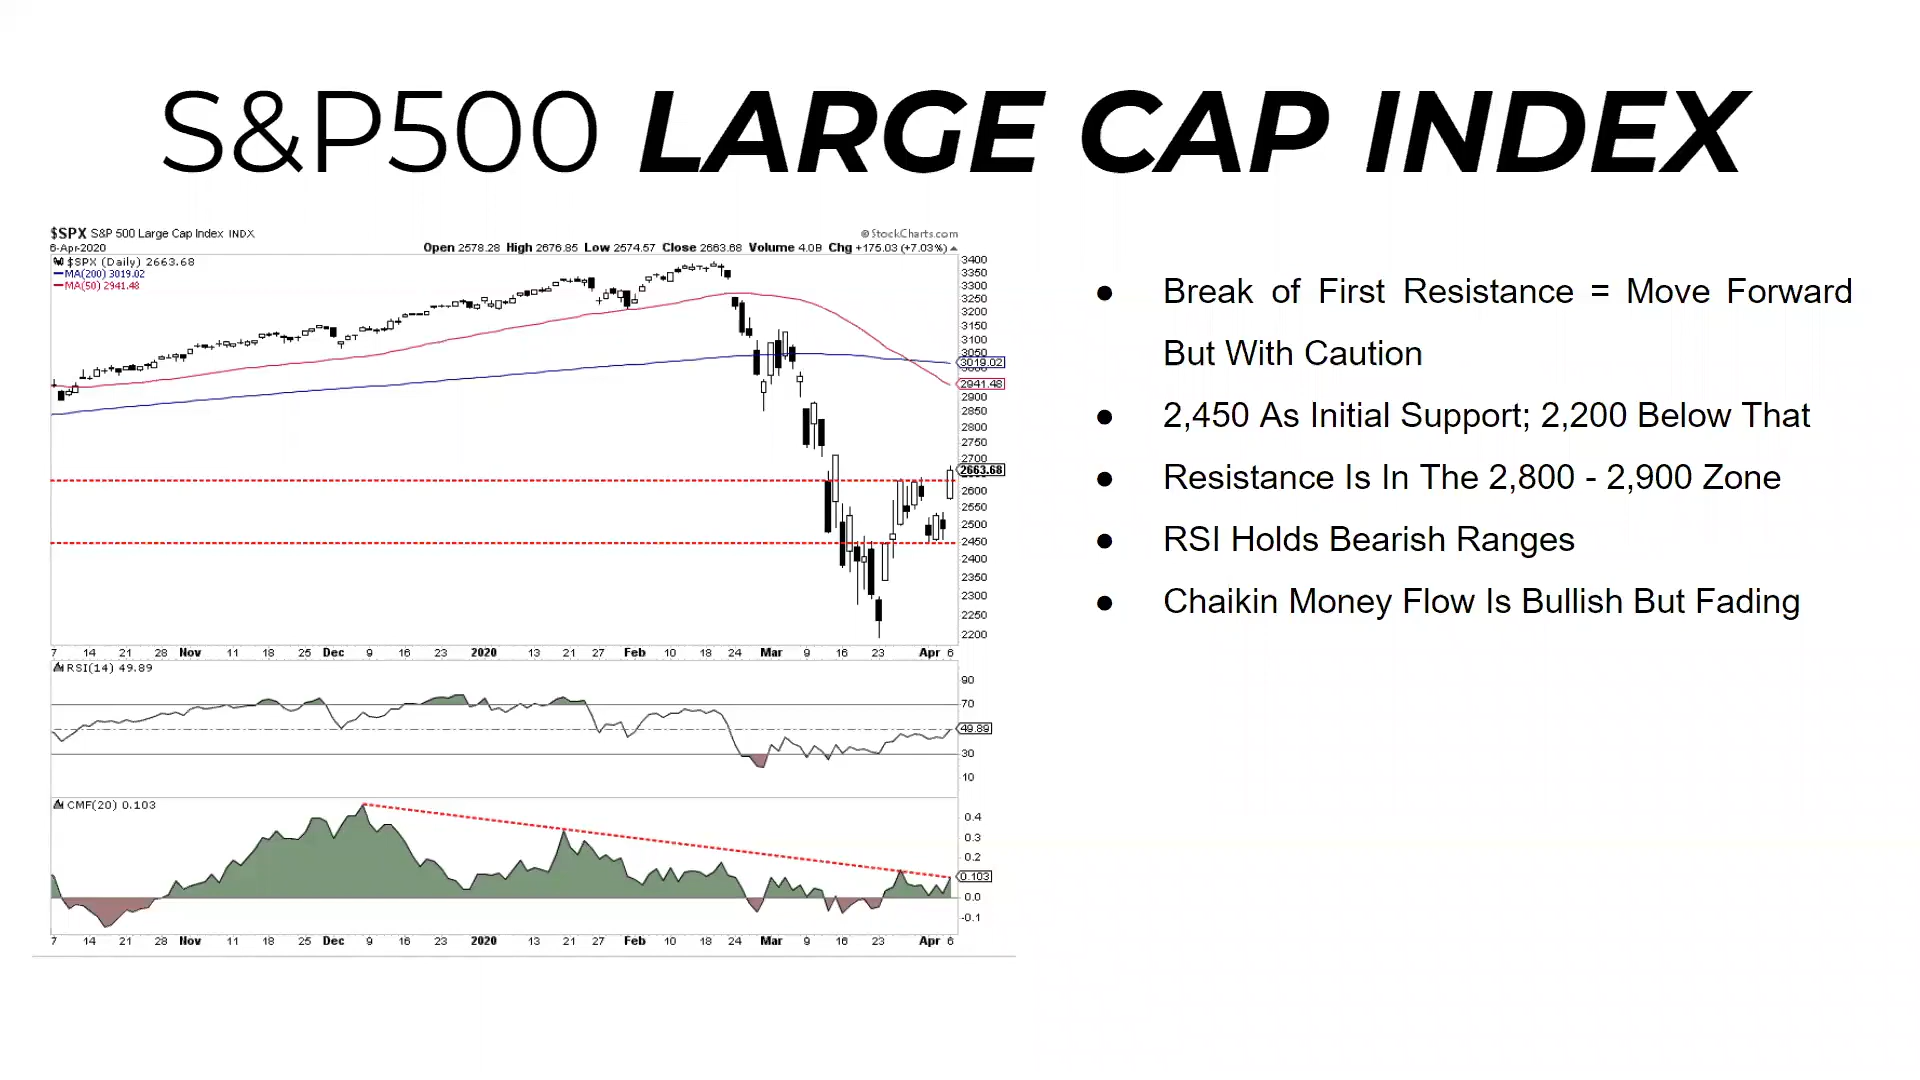 S&P500 LARGE CAP INDEX
$SPX S&P 500 Large Cap Index INDX
© StockCharts.com
6-Apr-2020
Open 2578.28 High 2676.85 Low 2574.57 Close 2663.68 Volume 4.0B Chg +175.03 (+7.03%)
$SPX (Daily) 2663.68
MA(200) 3019.02
MA(50) 2941.48
3400
3350
3300
3250
3200
3150
3100
3050
3019.02
2941.48
2900
2850
2800
2750
2700
2663.68
2600
2550
2500
2450
2400
2350
2300
2250
2200
7 14 21 28 Nov 11 18 25 Dec 9 16 23 2020 13 21 27 Feb 10 18 24 Mar 9 16 23 Apr 6
RSI(14) 49.89
90
70
49.89
30
10
CMF(20) 0.103
0.4
0.3
0.2
0.103
0.0
-0.1
7 14 21 28 Nov 11 18 25 Dec 9 16 23 2020 13 21 27 Feb 10 18 24 Mar 9 16 23 Apr 6
● Break of First Resistance = Move Forward
But With Caution
● 2,450 As Initial Support; 2,200 Below That
● Resistance Is In The 2,800 - 2,900 Zone
● RSI Holds Bearish Ranges
● Chaikin Money Flow Is Bullish But Fading